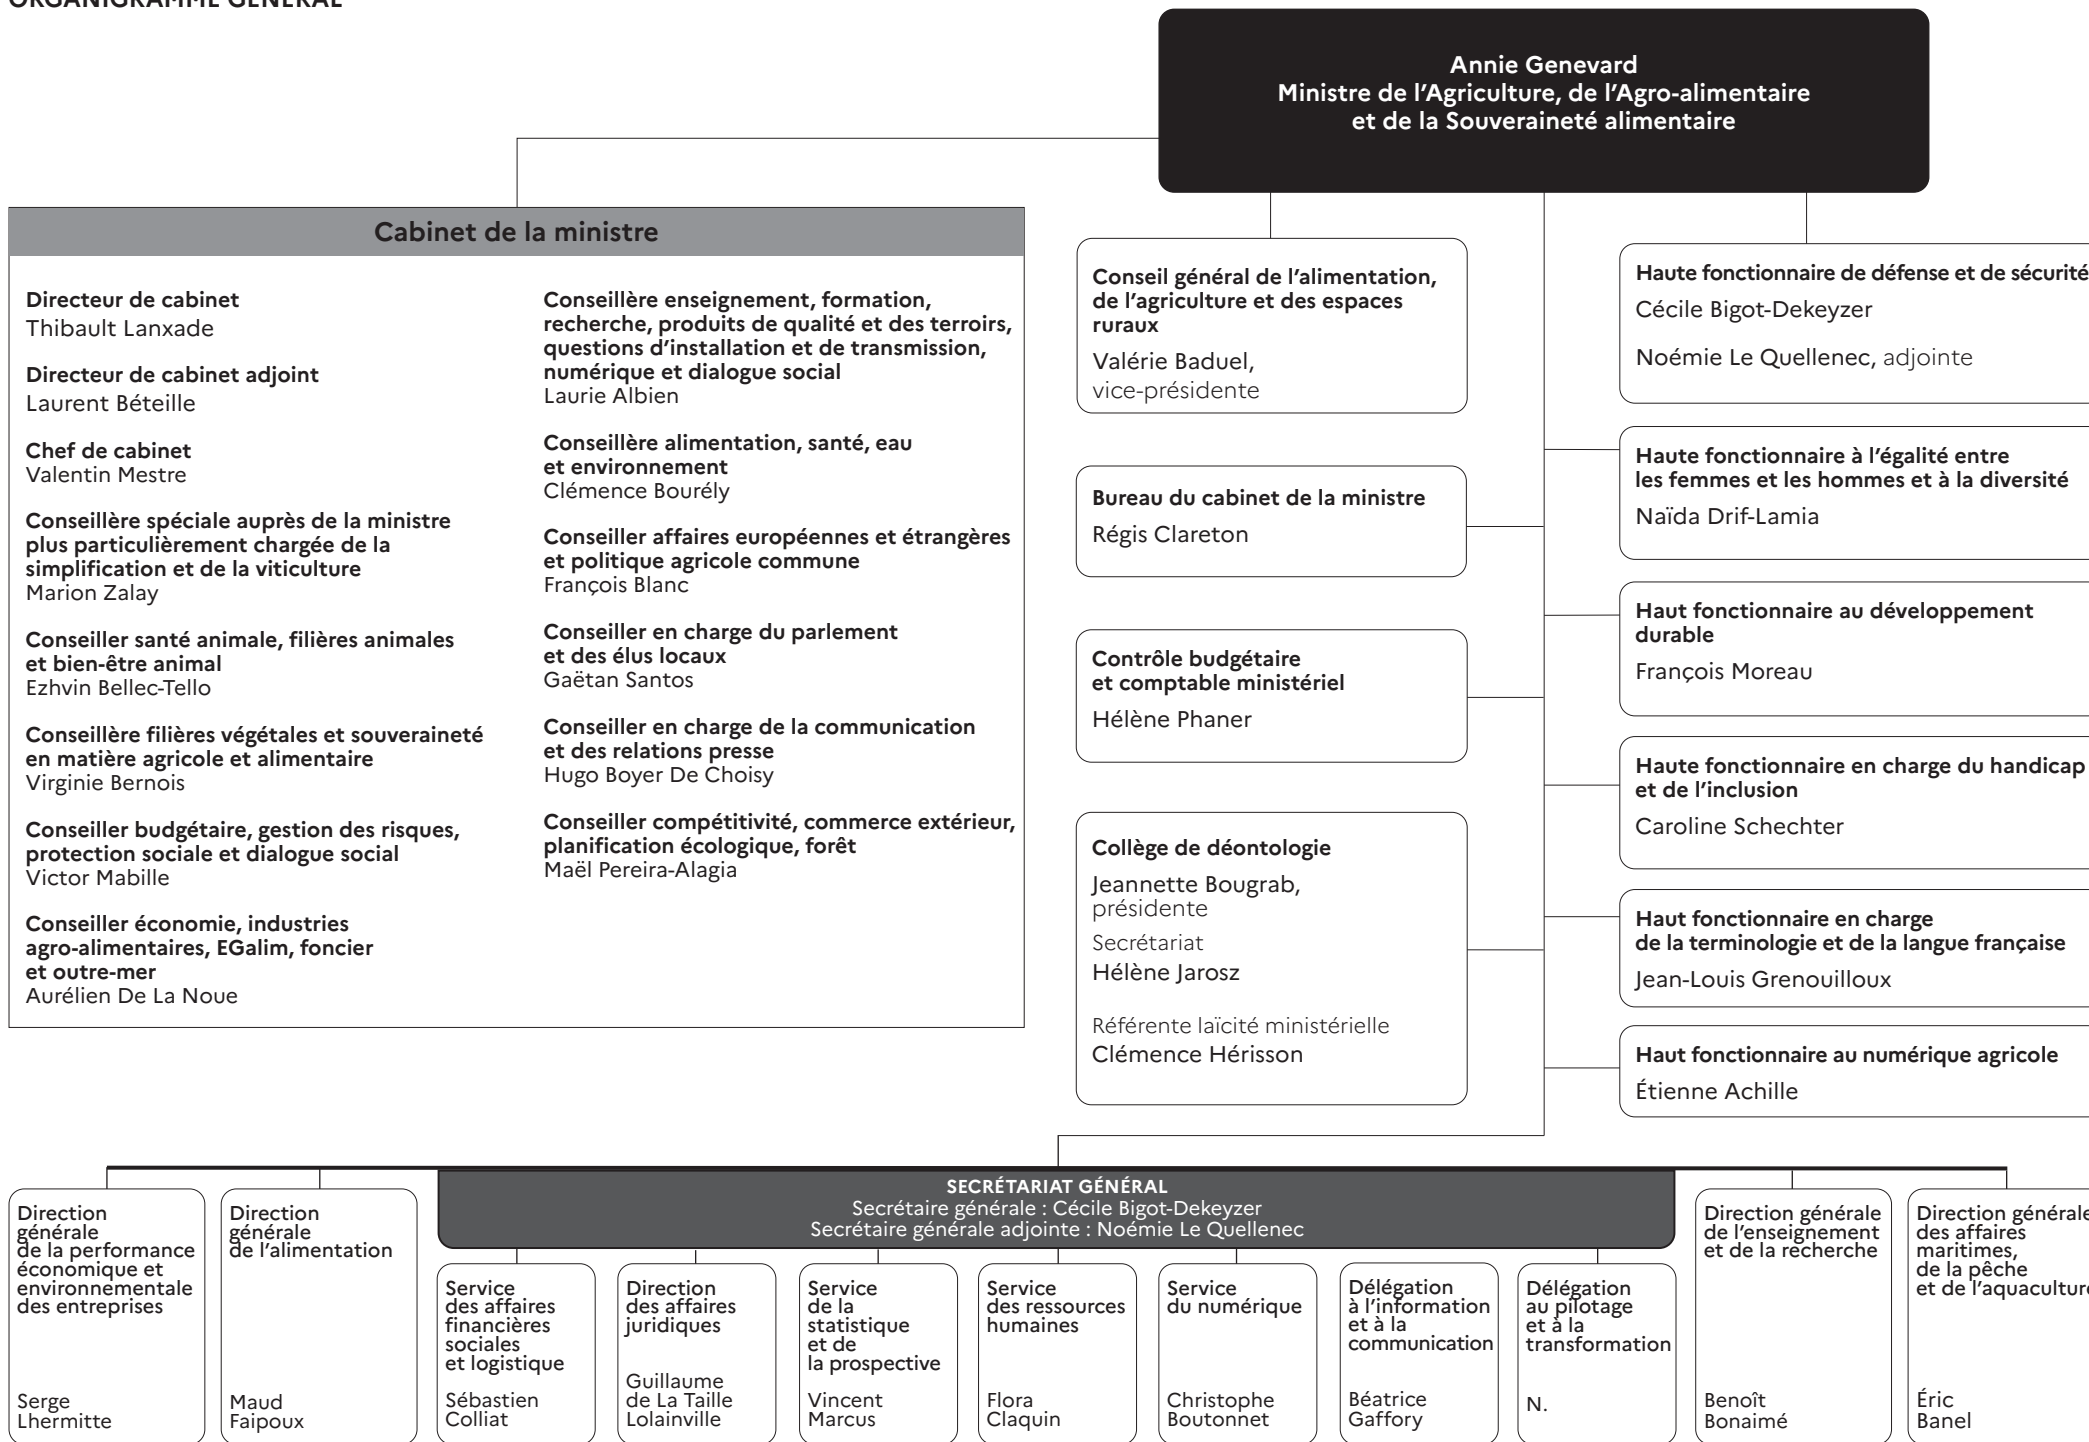 ORGANIGRAMME GÉNÉRAL
Annie Genevard
Ministre de l'Agriculture, de l'Agro-alimentaire
et de la Souveraineté alimentaire
Cabinet de la ministre
Directeur de cabinet
Thibault Lanxade
Directeur de cabinet adjoint
Laurent Béteille
Chef de cabinet
Valentin Mestre
Conseillère spéciale auprès de la ministre
plus particulièrement chargée de la
simplification et de la viticulture
Marion Zalay
Conseiller santé animale, filières animales
et bien-être animal
Ezhvin Bellec-Tello
Conseillère filières végétales et souveraineté
en matière agricole et alimentaire
Virginie Bernois
Conseiller budgétaire, gestion des risques,
protection sociale et dialogue social
Victor Mabille
Conseiller économie, industries
agro-alimentaires, EGalim, foncier
et outre-mer
Aurélien De La Noue
Conseillère enseignement, formation,
recherche, produits de qualité et des terroirs,
questions d'installation et de transmission,
numérique et dialogue social
Laurie Albien
Conseillère alimentation, santé, eau
et environnement
Clémence Bourély
Conseiller affaires européennes et étrangères
et politique agricole commune
François Blanc
Conseiller en charge du parlement
et des élus locaux
Gaëtan Santos
Conseiller en charge de la communication
et des relations presse
Hugo Boyer De Choisy
Conseiller compétitivité, commerce extérieur,
planification écologique, forêt
Maël Pereira-Alagia
Conseil général de l'alimentation,
de l'agriculture et des espaces
ruraux
Valérie Baduel,
vice-présidente
Bureau du cabinet de la ministre
Régis Clareton
Contrôle budgétaire
et comptable ministériel
Hélène Phaner
Collège de déontologie
Jeannette Bougrab,
présidente
Secrétariat
Hélène Jarosz
Référente laïcité ministérielle
Clémence Hérisson
Haute fonctionnaire de défense et de sécurité
Cécile Bigot-Dekeyzer
Noémie Le Quellenec, adjointe
Haute fonctionnaire à l'égalité entre
les femmes et les hommes et à la diversité
Naïda Drif-Lamia
Haut fonctionnaire au développement
durable
François Moreau
Haute fonctionnaire en charge du handicap
et de l'inclusion
Caroline Schechter
Haut fonctionnaire en charge
de la terminologie et de la langue française
Jean-Louis Grenouilloux
Haut fonctionnaire au numérique agricole
Étienne Achille
Direction
générale
de la performance
économique et
environnementale
des entreprises
Serge
Lhermitte
Direction
générale
de l'alimentation
Maud
Faipoux
SECRÉTARIAT GÉNÉRAL
Secrétaire générale : Cécile Bigot-Dekeyzer
Secrétaire générale adjointe : Noémie Le Quellenec
Service
des affaires
financières
sociales
et logistique
Sébastien
Colliat
Direction
des affaires
juridiques
Guillaume
de La Taille
Lolainville
Service
de la
statistique
et de
la prospective
Vincent
Marcus
Service
des ressources
humaines
Flora
Claquin
Service
du numérique
Christophe
Boutonnet
Délégation
à l'information
et à la
communication
Béatrice
Gaffory
Délégation
au pilotage
et à la
transformation
N.
Direction générale
de l'enseignement
et de la recherche
Benoît
Bonaimé
Direction générale
des affaires
maritimes,
de la pêche
et de l'aquaculture
Éric
Banel